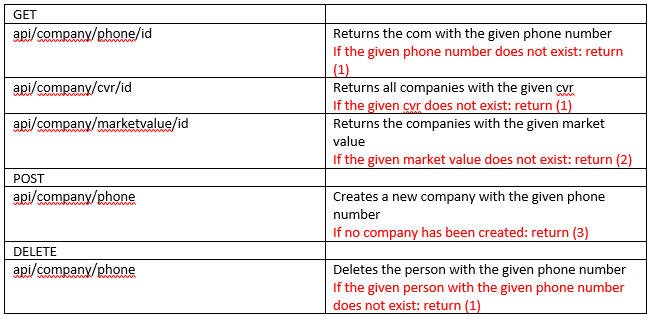 GET
api/company/phone/id
Returns the com with the given phone number
If the given phone number does not exist: return
(1)
api/company/cvr/id
Returns all companies with the given cvr
If the given cvr does not exist: return (1)
api/company/marketvalue/id
Returns the companies with the given market
value
If the given market value does not exist: return (2)
POST
api/company/phone
Creates a new company with the given phone
number
If no company has been created: return (3)
DELETE
api/company/phone
Deletes the person with the given phone number
If the given person with the given phone number
does not exist: return (1)